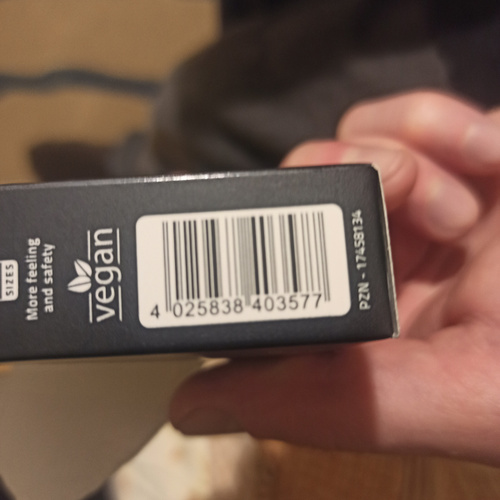 SIZES
More feeling
and safety
vegan
4 025838 403577
PZN - 17458134